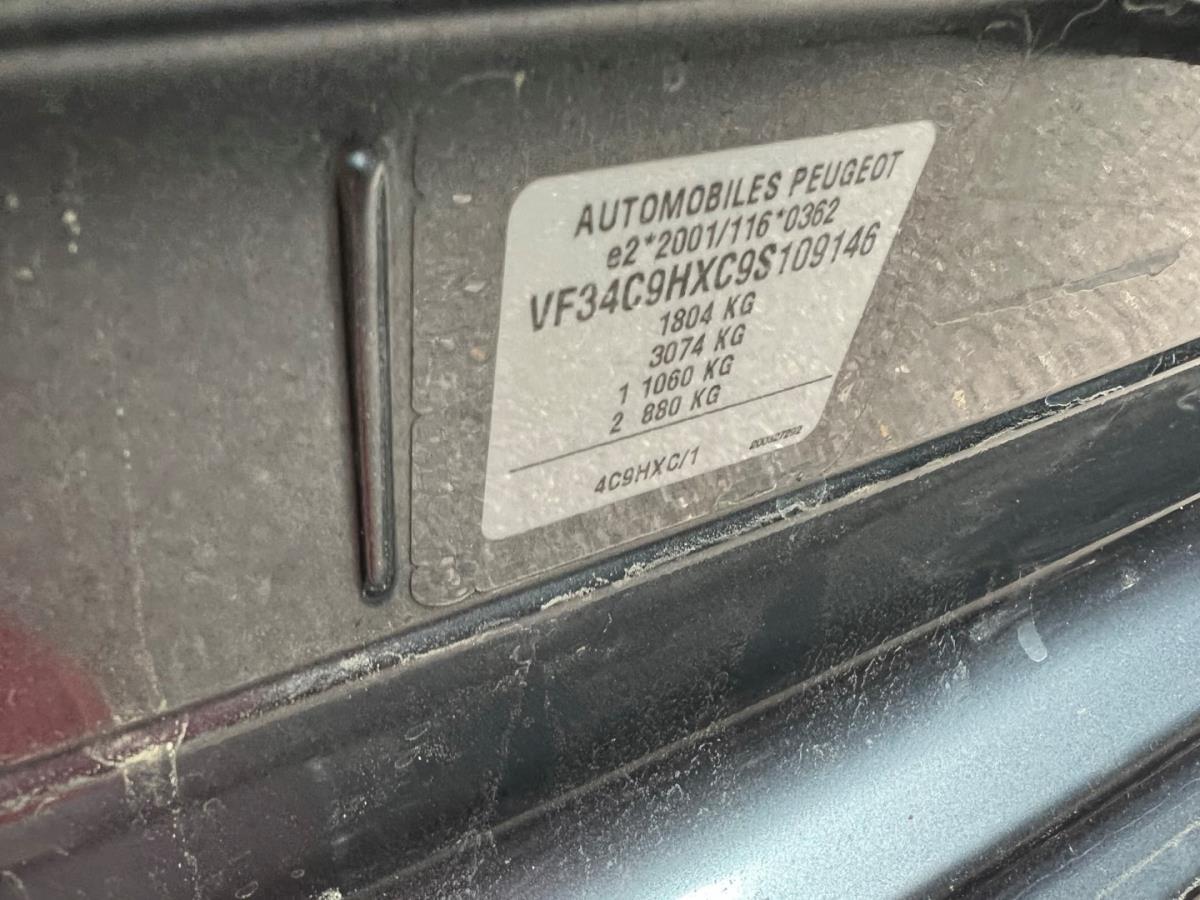 AUTOMOBILES PEUGEOT
e2*2001/116*0362
VF34C9HXC9S109146
1804 KG
3074 KG
1 1060 KG
2 880 KG
4C9HXC/1